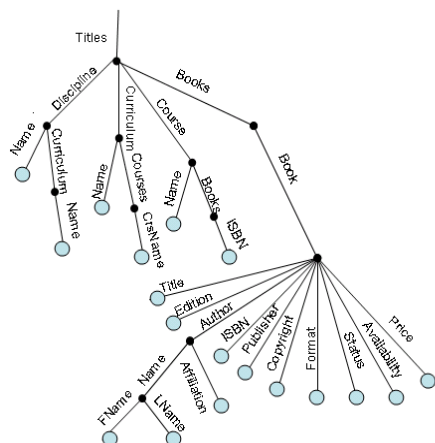 Titles
Discipline
Name
Curriculum
Name
Curriculum
Name
Courses
CrsName
Course
Name
Books
ISBN
Books
Book
Title
Edition
Author
Name
FName
LName
Affiliation
ISBN
Publisher
Copyright
Format
Status
Availability
Price